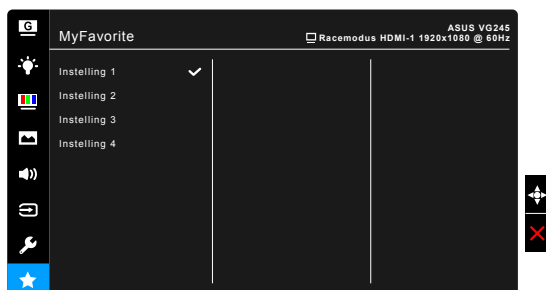 G
MyFavorite
ASUS VG245
Racemodus HDMI-1 1920x1080 @ 60Hz
Instelling 1
Instelling 2
Instelling 3
Instelling 4